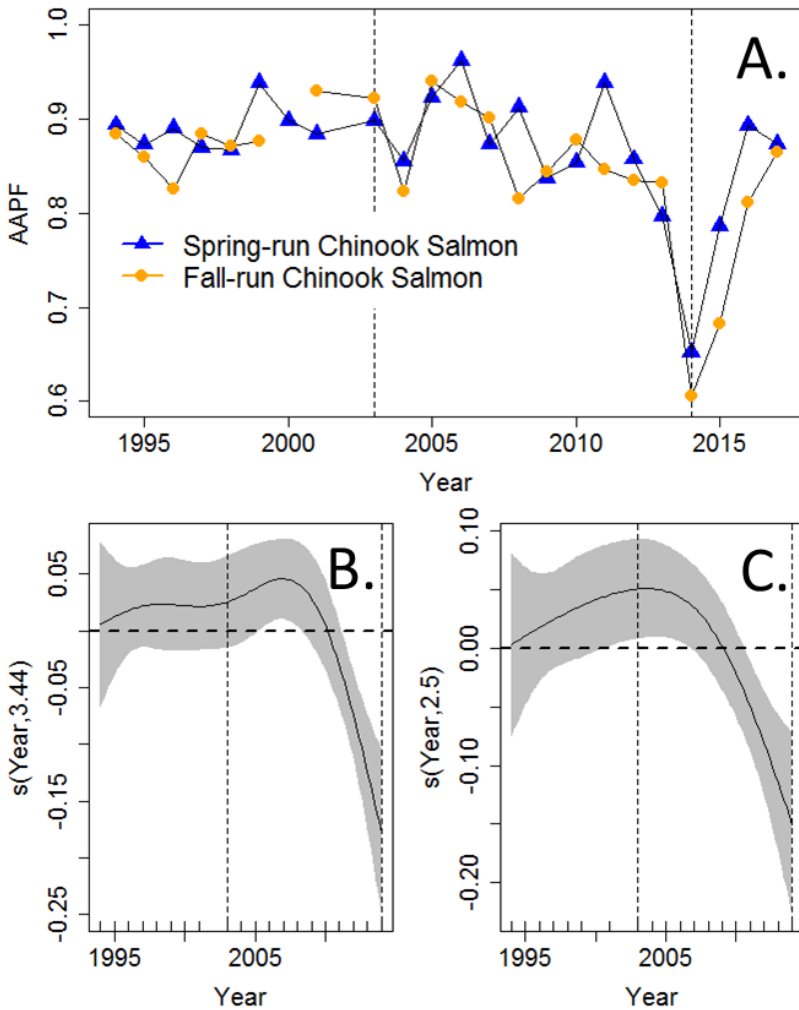 A.
1.0
0.9
0.8
0.7
0.6
AAPF
Spring-run Chinook Salmon
Fall-run Chinook Salmon
1995 2000 2005 2010 2015
Year
B.
0.05
-0.05
-0.15
-0.25
s(Year,3.44)
1995 2005
Year
C.
0.10
0.00
-0.10
-0.20
s(Year,2.5)
1995 2005
Year